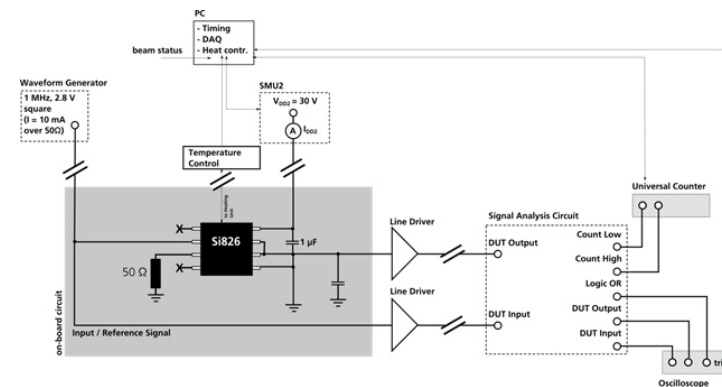 PC
- Timing
- DAQ
- Heat contr.
beam status
Waveform Generator
1 MHz, 2.8 V
square
(I = 10 mA
over 50Ω)
SMU2
V_DD2 = 30 V
A
I_DD2
Temperature
Control
to Heating
Unit
Universal Counter
Si826
1 µF
50 Ω
Line Driver
Signal Analysis Circuit
DUT Output
Count Low
Count High
Logic OR
DUT Output
DUT Input
Line Driver
DUT Input
on-board circuit
Input / Reference Signal
tri
Oscilloscope